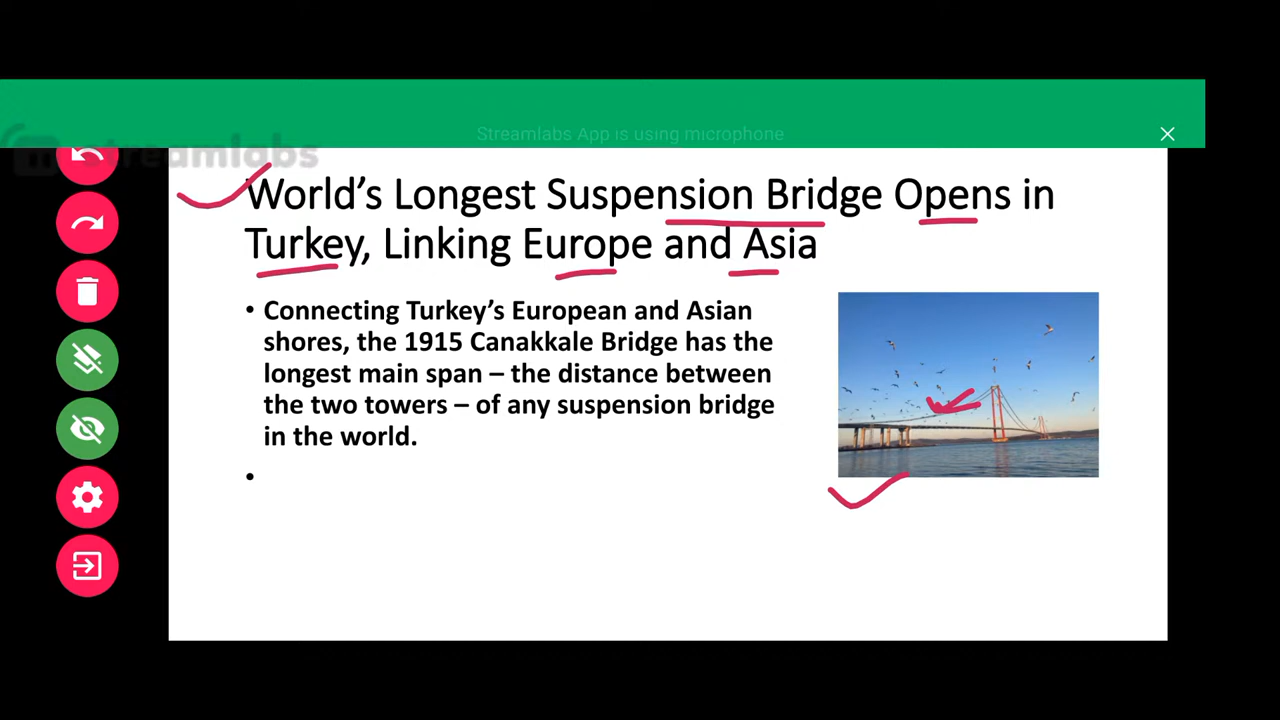 Streamlabs App is using microphone
streamlabs
World’s Longest Suspension Bridge Opens in
Turkey, Linking Europe and Asia
• Connecting Turkey’s European and Asian
shores, the 1915 Canakkale Bridge has the
longest main span – the distance between
the two towers – of any suspension bridge
in the world.
•